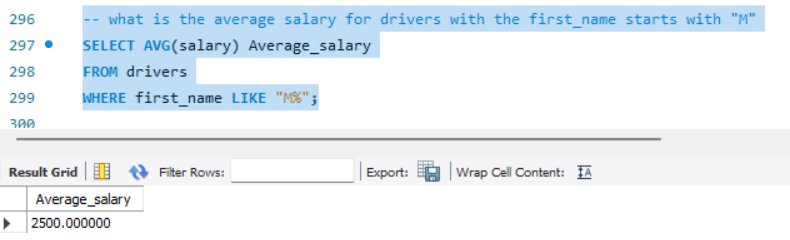 296 -- what is the average salary for drivers with the first_name starts with "M"
297 SELECT AVG(salary) Average_salary
298 FROM drivers
299 WHERE first_name LIKE "M%";
300
Result Grid Filter Rows: Export: Wrap Cell Content: IA
Average_salary
2500.000000